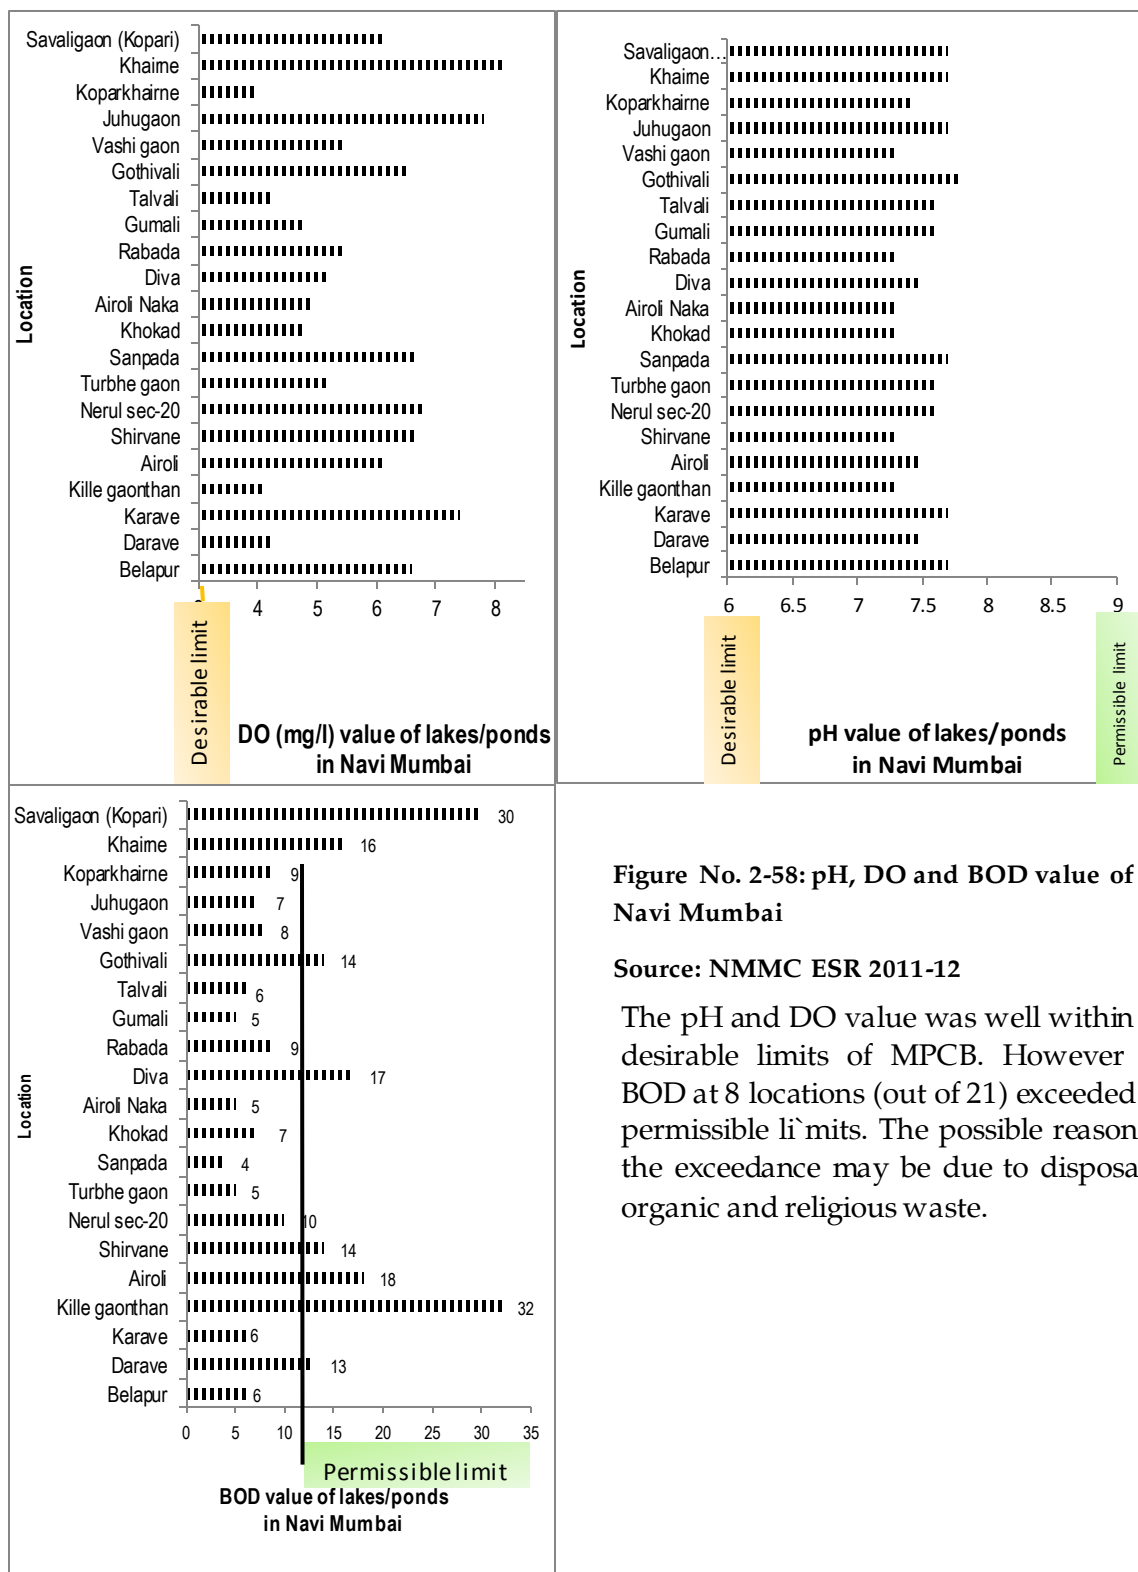 Savaligaon (Kopari)
Khairne
Koparkhairne
Juhugaon
Vashi gaon
Gothivali
Talvali
Gumali
Rabada
Diva
Airoli Naka
Khokad
Sanpada
Turbhe gaon
Nerul sec-20
Shirvane
Airoli
Kille gaonthan
Karave
Darave
Belapur
Location
4 5 6 7 8
Desirable limit
DO (mg/l) value of lakes/ponds
in Navi Mumbai
Savaligaon...
Khairne
Koparkhairne
Juhugaon
Vashi gaon
Gothivali
Talvali
Gumali
Rabada
Diva
Airoli Naka
Khokad
Sanpada
Turbhe gaon
Nerul sec-20
Shirvane
Airoli
Kille gaonthan
Karave
Darave
Belapur
Location
6 6.5 7 7.5 8 8.5 9
Desirable limit
Permissible limit
pH value of lakes/ponds
in Navi Mumbai
Savaligaon (Kopari) 30
Khairne 16
Koparkhairne 9
Juhugaon 7
Vashi gaon 8
Gothivali 14
Talvali 6
Gumali 5
Rabada 9
Diva 17
Airoli Naka 5
Khokad 7
Sanpada 4
Turbhe gaon 5
Nerul sec-20 10
Shirvane 14
Airoli 18
Kille gaonthan 32
Karave 6
Darave 13
Belapur 6
Location
0 5 10 15 20 25 30 35
Permissible limit
BOD value of lakes/ponds
in Navi Mumbai
Figure No. 2-58: pH, DO and BOD value of
Navi Mumbai
Source: NMMC ESR 2011-12
The pH and DO value was well within
desirable limits of MPCB. However
BOD at 8 locations (out of 21) exceeded
permissible li`mits. The possible reason
the exceedance may be due to disposa
organic and religious waste.